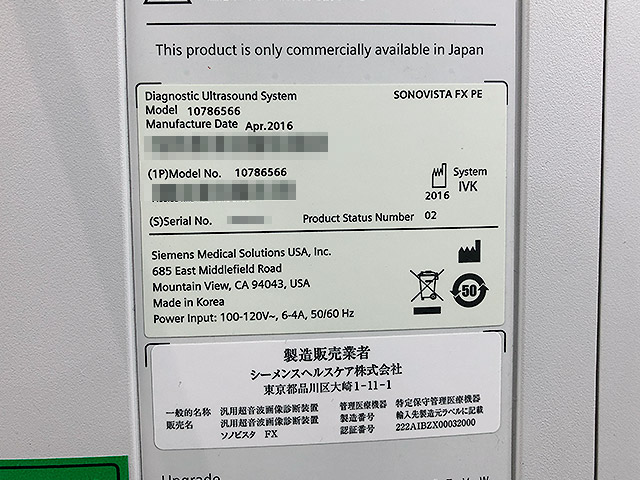 This product is only commercially available in Japan
Diagnostic Ultrasound System SONOVISTA FX PE
Model 10786566
Manufacture Date Apr.2016
(1P)Model No. 10786566
System
2016 IVK
(S)Serial No. Product Status Number 02
Siemens Medical Solutions USA, Inc.
685 East Middlefield Road
Mountain View, CA 94043, USA
Made in Korea
Power Input: 100-120V~, 6-4A, 50/60 Hz
50
製造販売業者
シーメンスヘルスケア株式会社
東京都品川区大崎1-11-1
一般的名称 汎用超音波画像診断装置 管理医療機器 特定保守管理医療機器
販売名 汎用超音波画像診断装置 製造番号 輸入先製造元ラベルに記載
ソノビスタ FX 認証番号 222AIBZX00032000
Upgrade